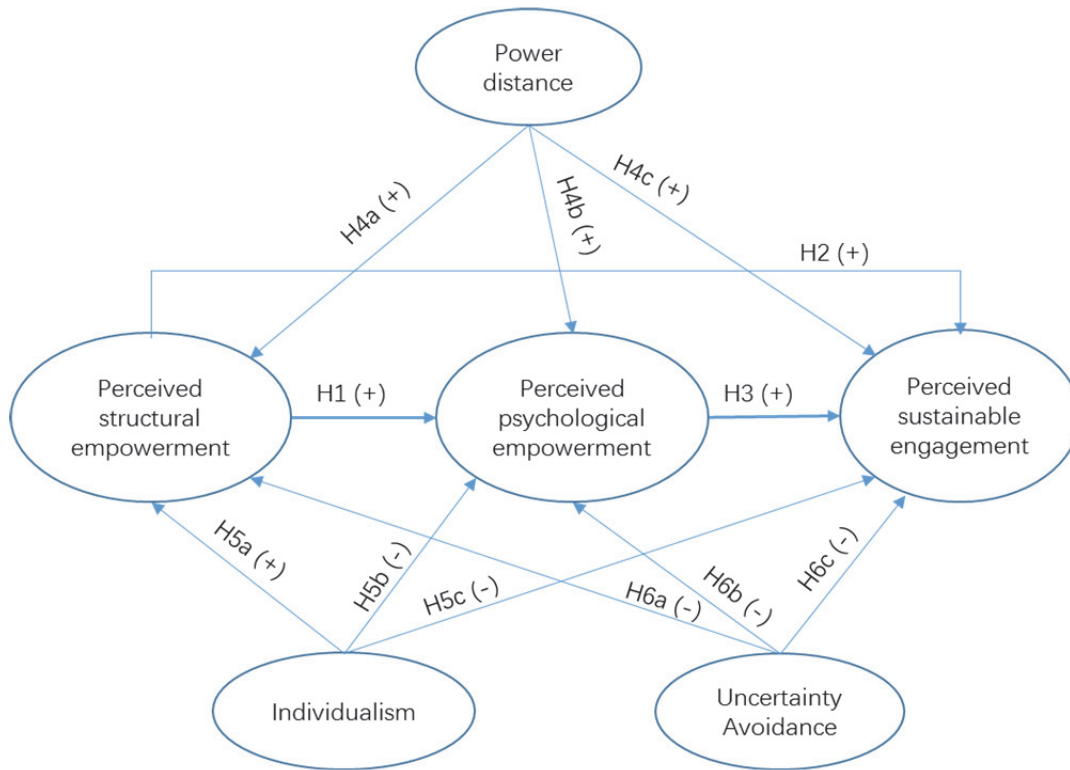 Power
distance
H4a (+)
H4b (+)
H4c (+)
H2 (+)
Perceived
structural
empowerment
H1 (+)
Perceived
psychological
empowerment
H3 (+)
Perceived
sustainable
engagement
H5a (+)
H5b (-)
H5c (-)
H6a (-)
H6b (-)
H6c (-)
Individualism
Uncertainty
Avoidance